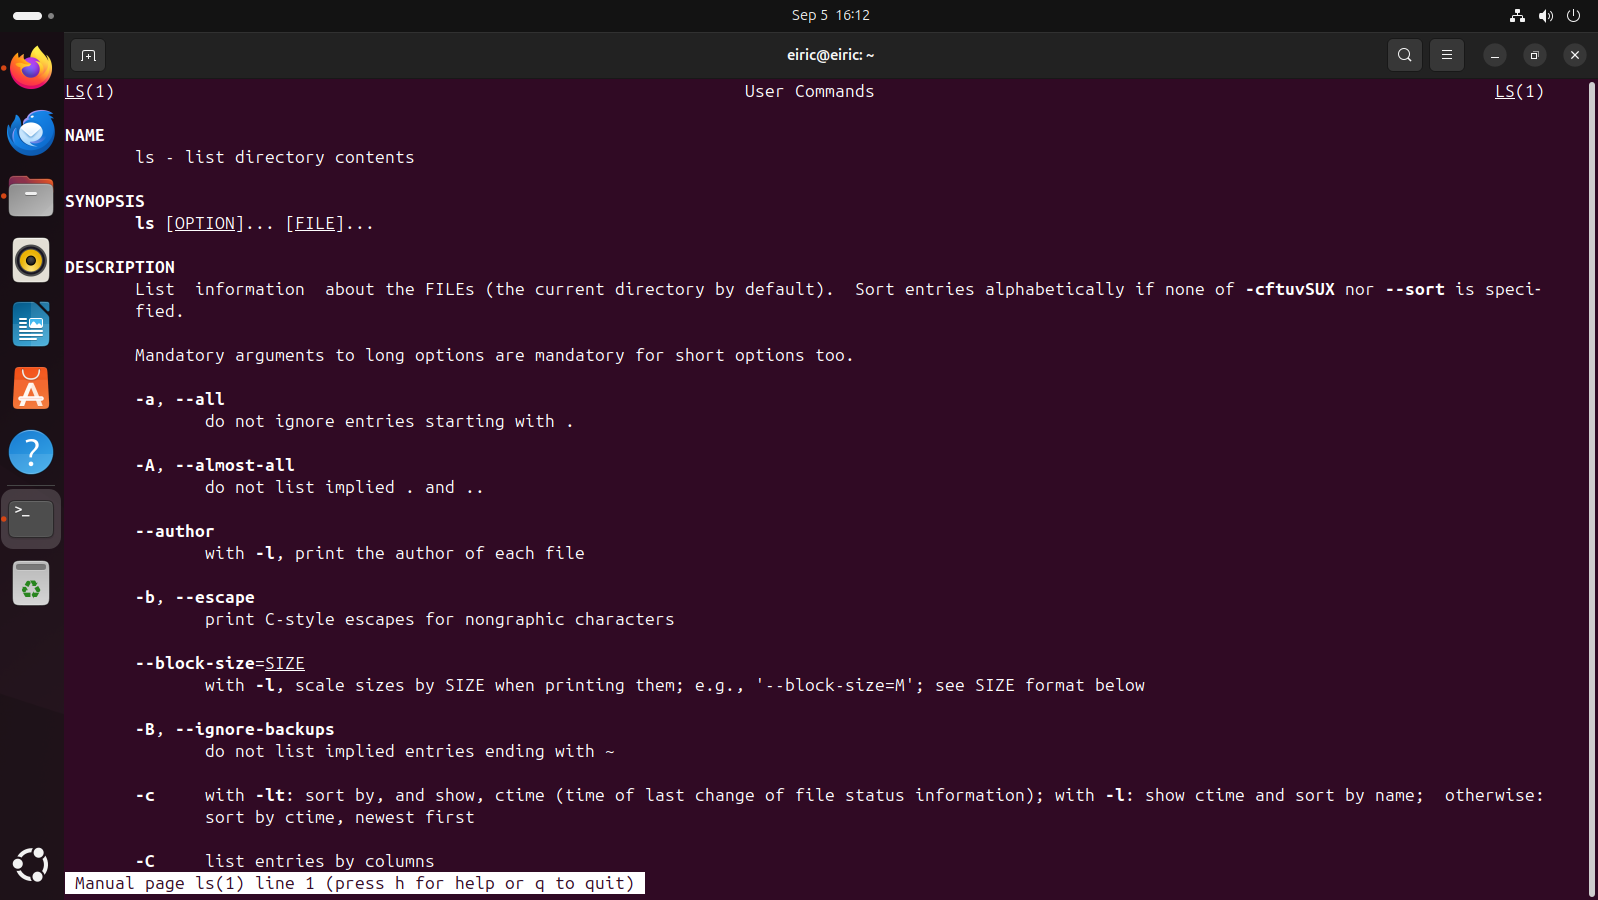 Sep 5 16:12
eiric@eiric: ~
LS(1) User Commands LS(1)
NAME
ls - list directory contents
SYNOPSIS
ls [OPTION]... [FILE]...
DESCRIPTION
List information about the FILEs (the current directory by default). Sort entries alphabetically if none of -cftuvSUX nor --sort is speci-
fied.
Mandatory arguments to long options are mandatory for short options too.
-a, --all
do not ignore entries starting with .
-A, --almost-all
do not list implied . and ..
--author
with -l, print the author of each file
-b, --escape
print C-style escapes for nongraphic characters
--block-size=SIZE
with -l, scale sizes by SIZE when printing them; e.g., '--block-size=M'; see SIZE format below
-B, --ignore-backups
do not list implied entries ending with ~
-c with -lt: sort by, and show, ctime (time of last change of file status information); with -l: show ctime and sort by name; otherwise:
sort by ctime, newest first
-C list entries by columns
Manual page ls(1) line 1 (press h for help or q to quit)